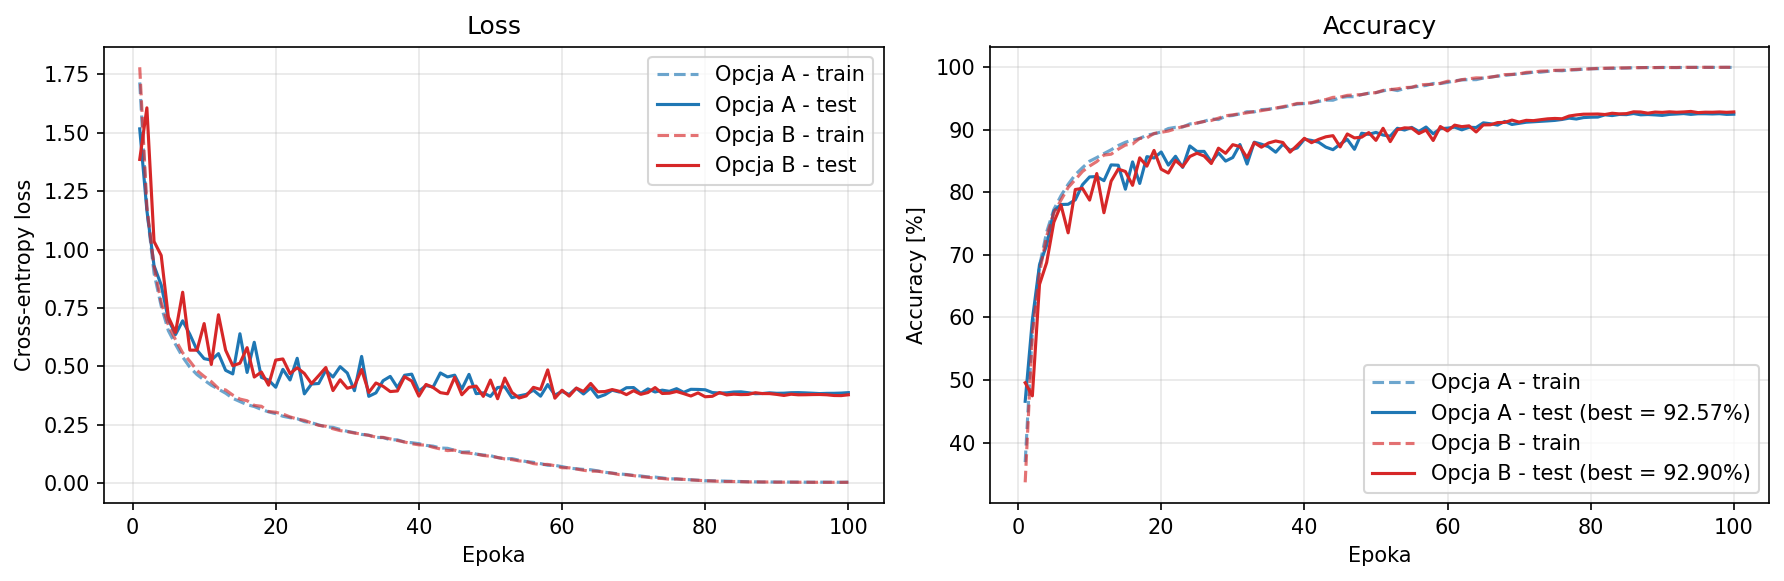 Loss
Cross-entropy loss
1.75
1.50
1.25
1.00
0.75
0.50
0.25
0.00
0
20
40
60
80
100
Epoka
Opcja A - train
Opcja A - test
Opcja B - train
Opcja B - test
Accuracy
Accuracy [%]
100
90
80
70
60
50
40
0
20
40
60
80
100
Epoka
Opcja A - train
Opcja A - test (best = 92.57%)
Opcja B - train
Opcja B - test (best = 92.90%)